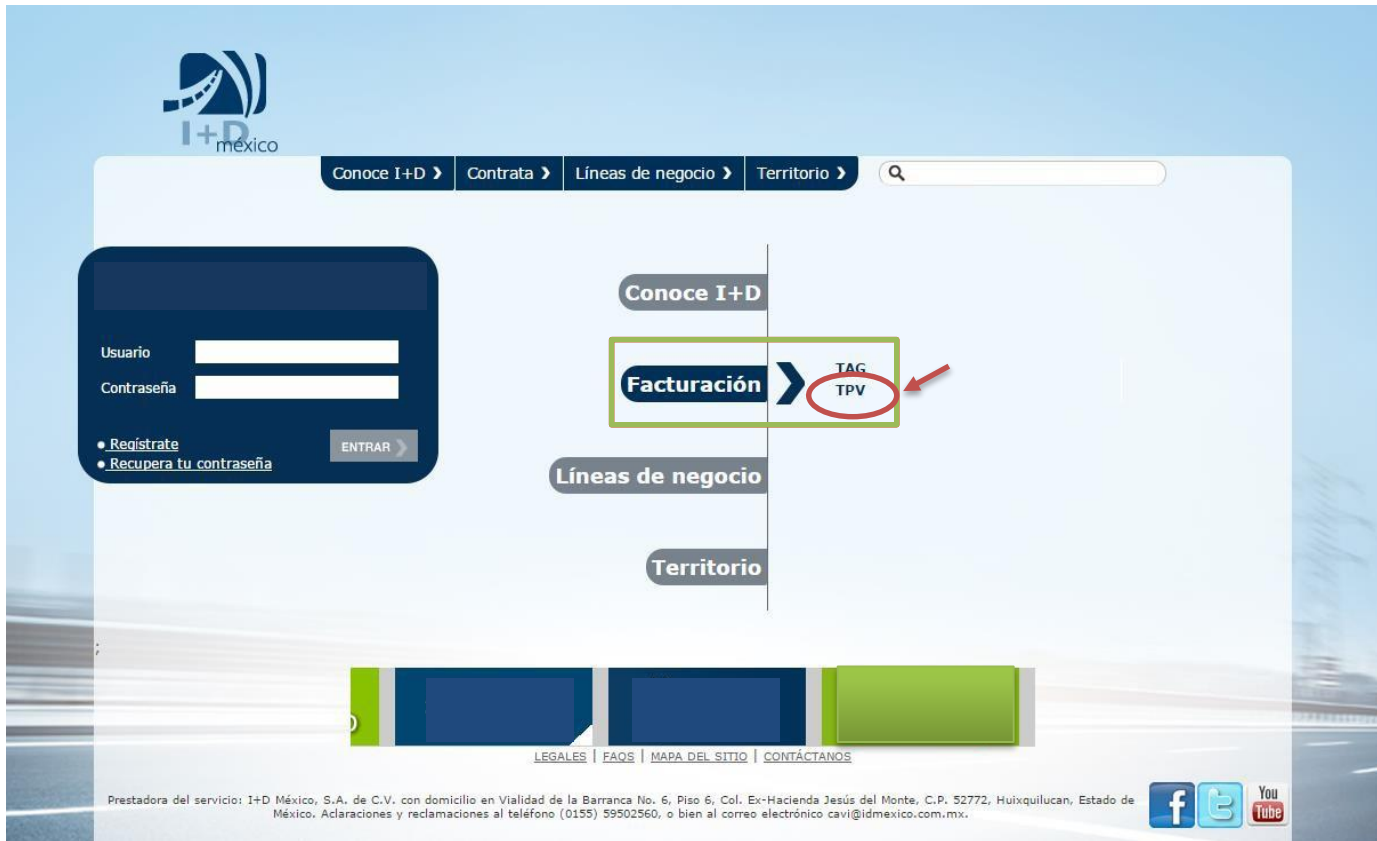 I+D
méxico
Conoce I+D
Contrata
Líneas de negocio
Territorio
Conoce I+D
Usuario
Contraseña
Facturación
TAG
TPV
Regístrate
Recupera tu contraseña
ENTRAR
Líneas de negocio
Territorio
;
LEGALES | FAQS | MAPA DEL SITIO | CONTÁCTANOS
Prestadora del servicio: I+D México, S.A. de C.V. con domicilio en Vialidad de la Barranca No. 6, Piso 6, Col. Ex-Hacienda Jesús del Monte, C.P. 52772, Huixquilucan, Estado de
México. Aclaraciones y reclamaciones al teléfono (0155) 59502560, o bien al correo electrónico cavi@idmexico.com.mx.
f
t
You
Tube